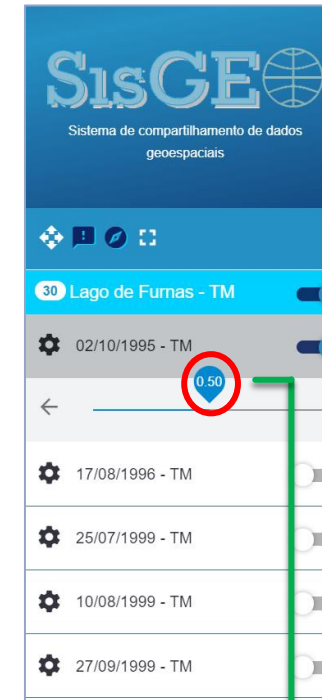 SISGE
Sistema de compartilhamento de dados
geoespaciais
30 Lago de Furnas - TM
02/10/1995 - TM
0.50
17/08/1996 - TM
25/07/1999 - TM
10/08/1999 - TM
27/09/1999 - TM